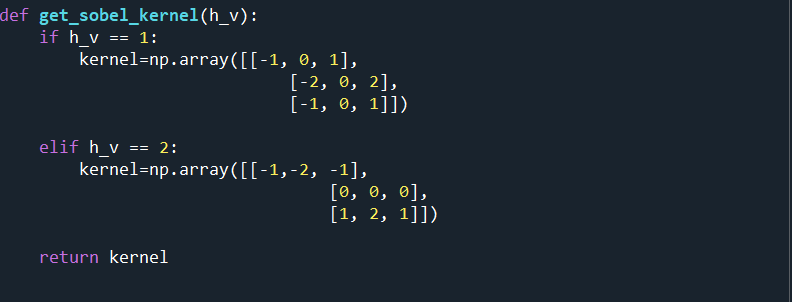 def get_sobel_kernel(h_v):
    if h_v == 1:
        kernel=np.array([[-1, 0, 1],
                             [-2, 0, 2],
                             [-1, 0, 1]])

    elif h_v == 2:
        kernel=np.array([[-1,-2, -1],
                                 [0, 0, 0],
                                 [1, 2, 1]])

    return kernel